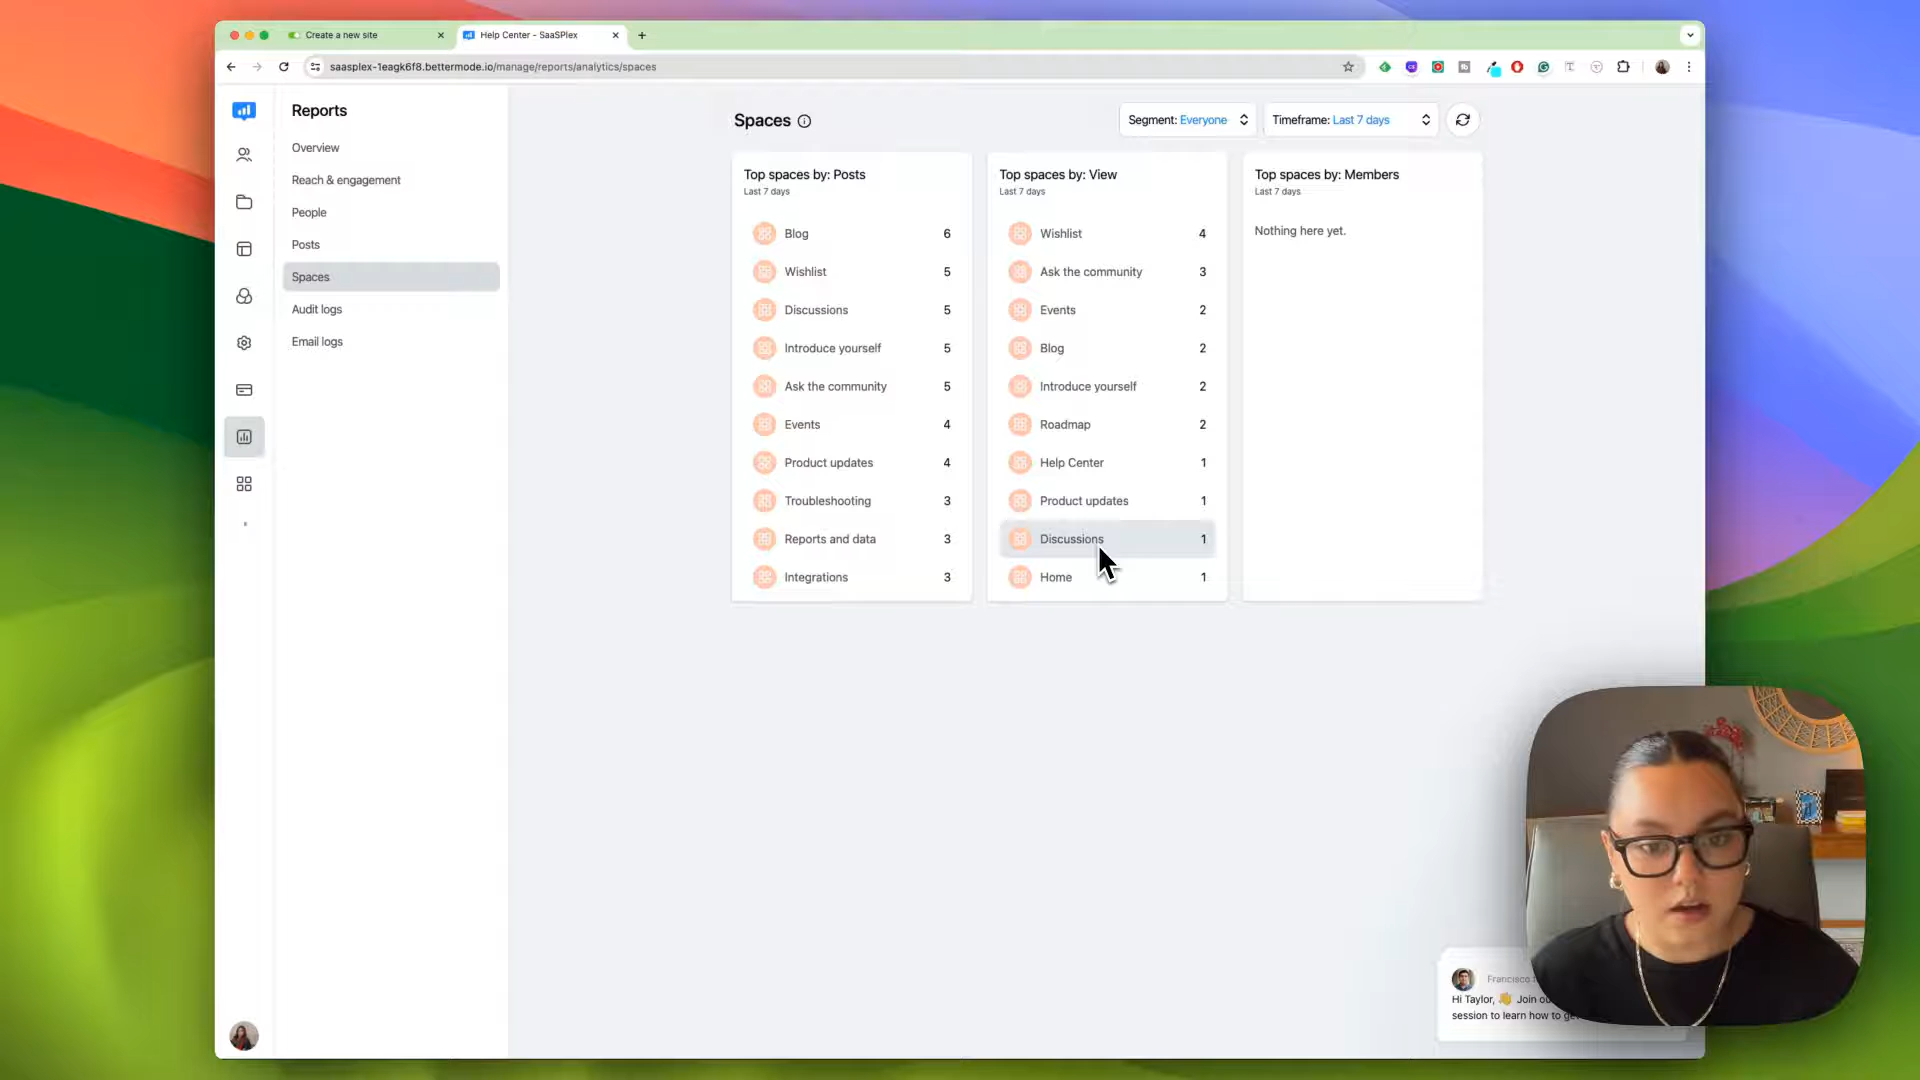 Create a new site
Help Center - SaaSPlex
saasplex-1eagk6f8.bettermode.io/manage/reports/analytics/spaces
Reports
Overview
Reach & engagement
People
Posts
Spaces
Audit logs
Email logs
Spaces
Segment: Everyone
Timeframe: Last 7 days
Top spaces by: Posts
Last 7 days
Blog 6
Wishlist 5
Discussions 5
Introduce yourself 5
Ask the community 5
Events 4
Product updates 4
Troubleshooting 3
Reports and data 3
Integrations 3
Top spaces by: View
Last 7 days
Wishlist 4
Ask the community 3
Events 2
Blog 2
Introduce yourself 2
Roadmap 2
Help Center 1
Product updates 1
Discussions 1
Home 1
Top spaces by: Members
Last 7 days
Nothing here yet.
Francisco
Hi Taylor, 👋 Join
session to learn how to